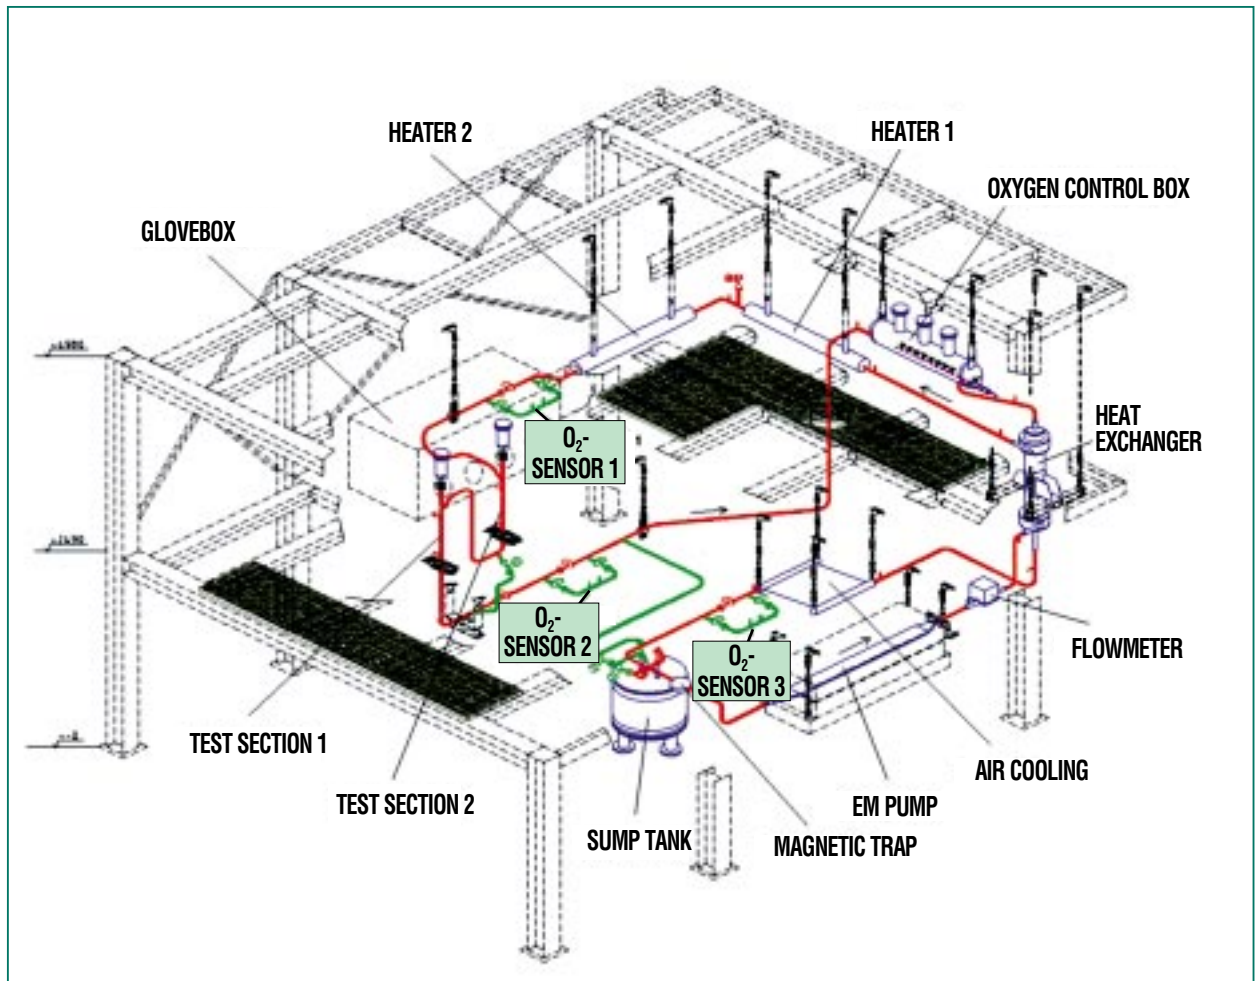 HEATER 2
HEATER 1
OXYGEN CONTROL BOX
GLOVEBOX
HEAT
EXCHANGER
O₂-
SENSOR 1
O₂-
SENSOR 2
O₂-
SENSOR 3
FLOWMETER
TEST SECTION 1
AIR COOLING
TEST SECTION 2
EM PUMP
SUMP TANK
MAGNETIC TRAP